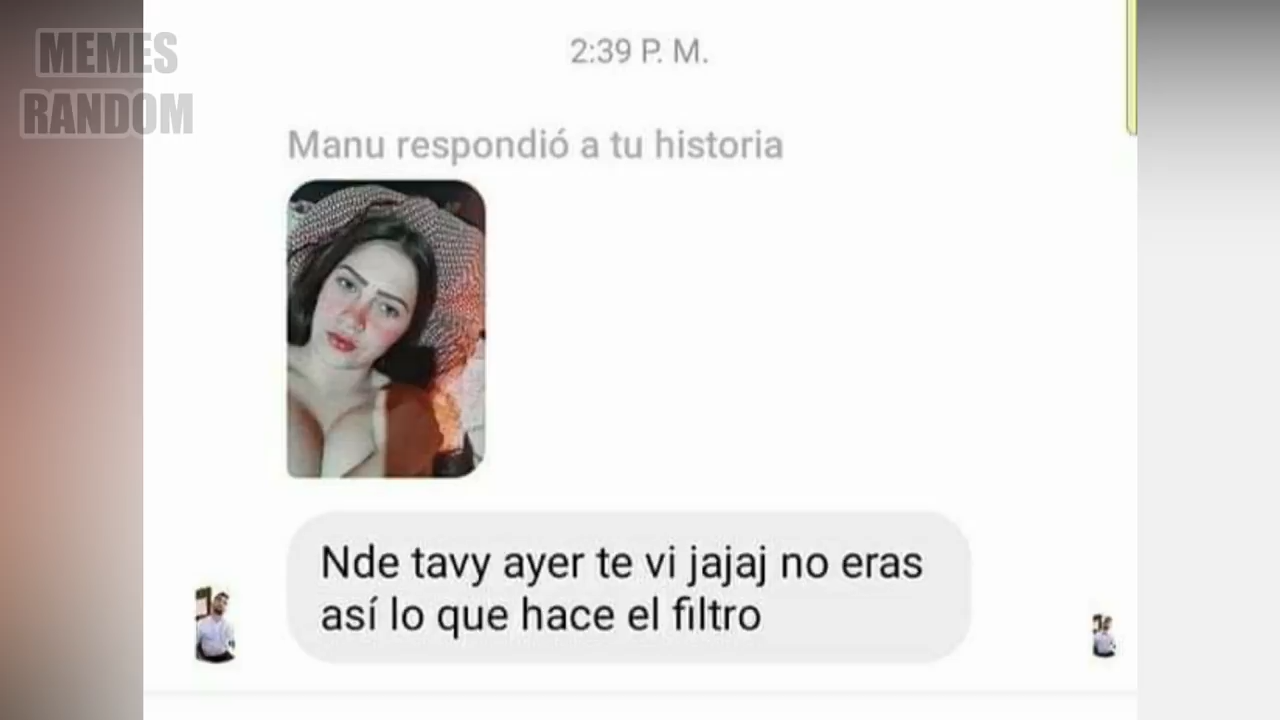 MEMES
RANDOM
2:39 P. M.
Manu respondió a tu historia
Nde tavy ayer te vi jajaj no eras
así lo que hace el filtro